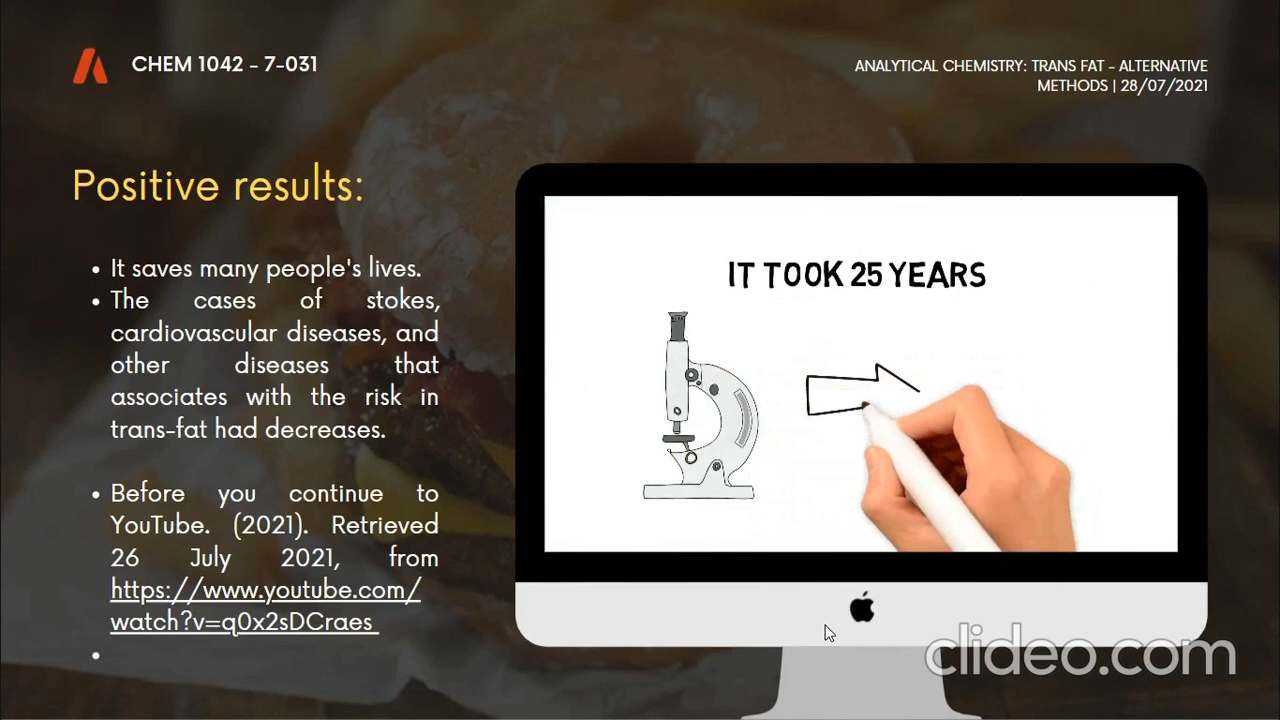 CHEM 1042 - 7-031
ANALYTICAL CHEMISTRY: TRANS FAT - ALTERNATIVE
METHODS | 28/07/2021
Positive results:
• It saves many people's lives.
• The cases of stokes,
cardiovascular diseases, and
other diseases that
associates with the risk in
trans-fat had decreases.
• Before you continue to
YouTube. (2021). Retrieved
26 July 2021, from
https://www.youtube.com/
watch?v=q0x2sDCraes
•
IT TOOK 25 YEARS
clideo.com